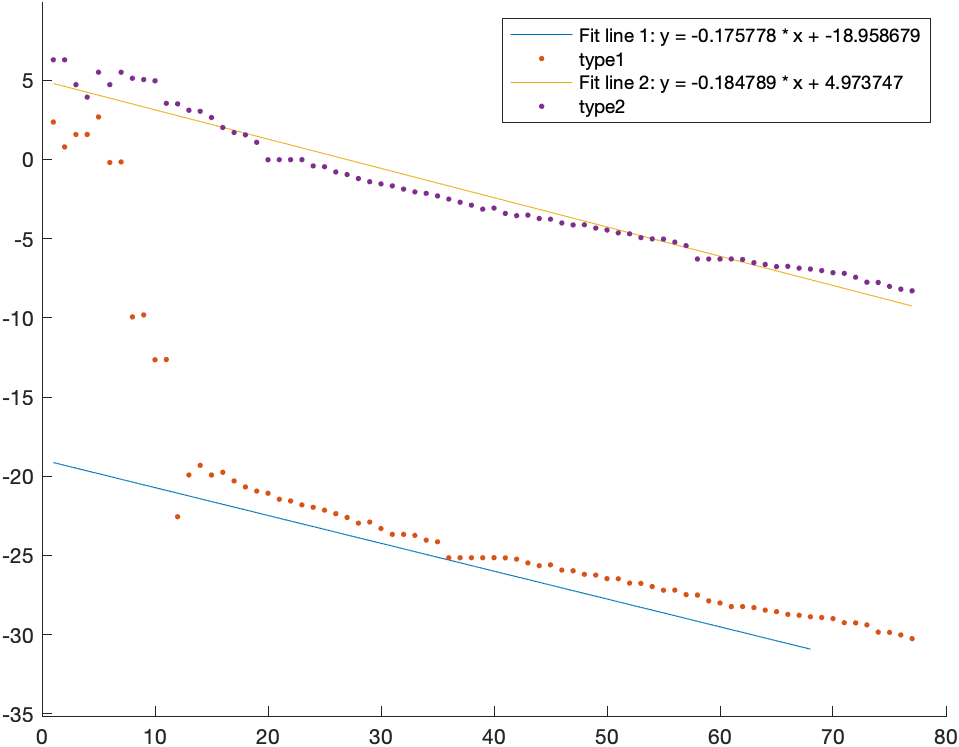 Fit line 1: y = -0.175778 * x + -18.958679
type1
Fit line 2: y = -0.184789 * x + 4.973747
type2
5
0
-5
-10
-15
-20
-25
-30
-35
0 10 20 30 40 50 60 70 80